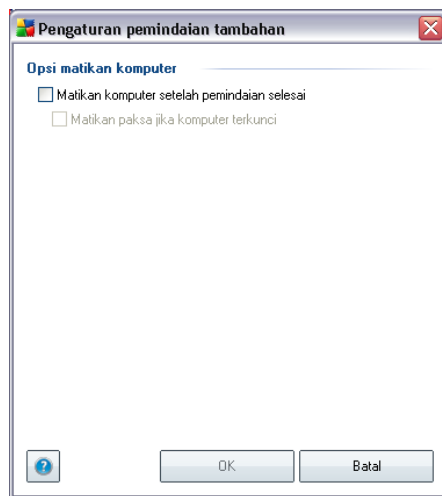 Pengaturan pemindaian tambahan
Opsi matikan komputer
Matikan komputer setelah pemindaian selesai
Matikan paksa jika komputer terkunci
?
OK
Batal